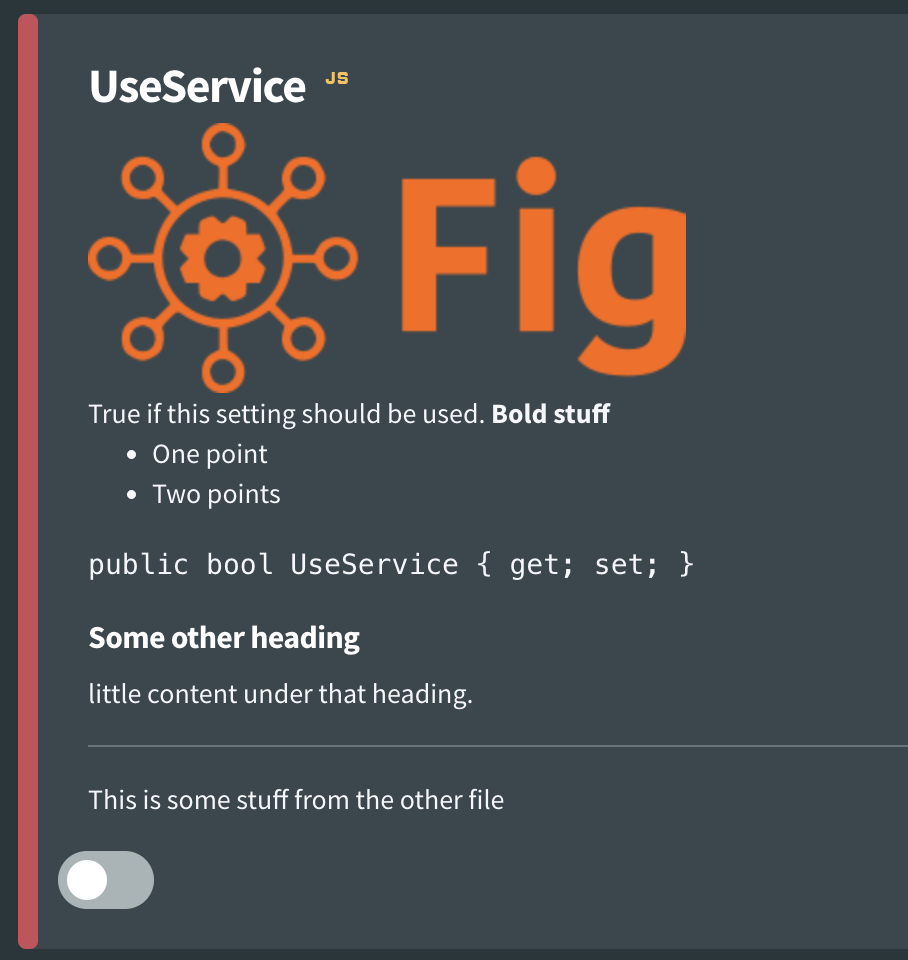 UseService JS
Fig
True if this setting should be used. Bold stuff
One point
Two points
public bool UseService { get; set; }
Some other heading
little content under that heading.
This is some stuff from the other file